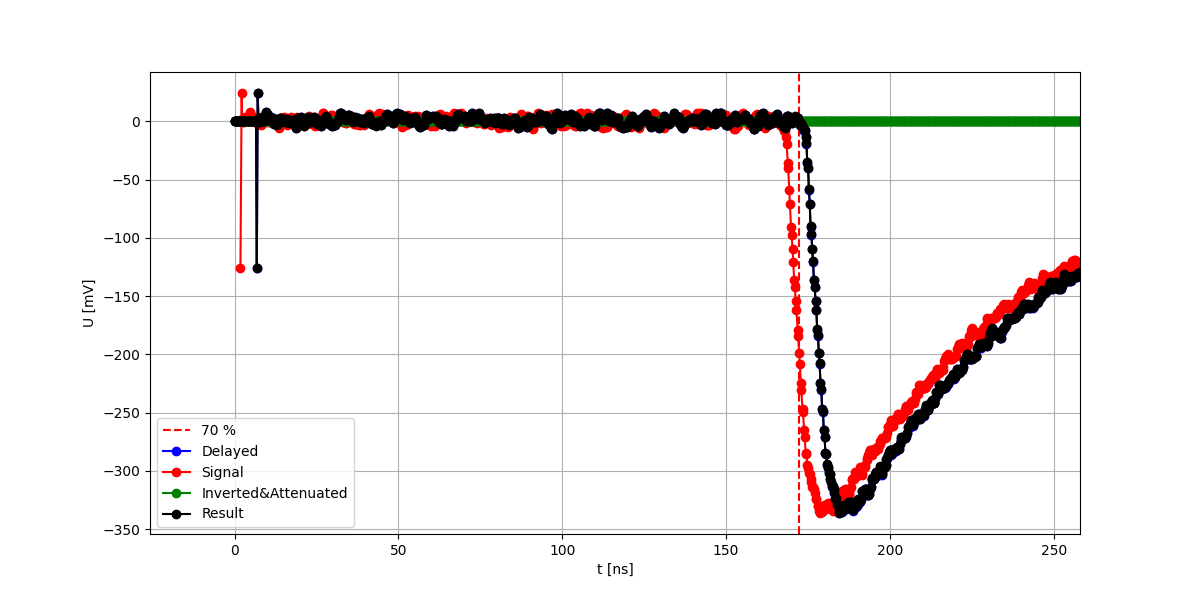 0
−50
−100
−150
−200
−250
−300
−350
U [mV]
70 %
Delayed
Signal
Inverted&Attenuated
Result
0
50
100
150
200
250
t [ns]